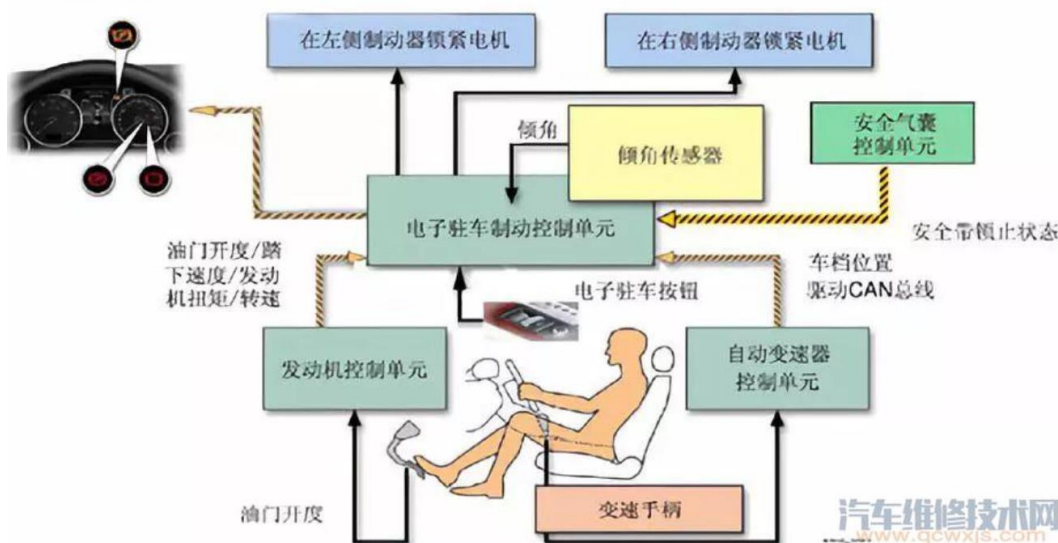 在左侧制动器锁紧电机
在右侧制动器锁紧电机
倾角
倾角传感器
安全气囊
控制单元
电子驻车制动控制单元
安全带锁止状态
油门开度/踏
下速度/发动
机扭矩/转速
车档位置
驱动CAN总线
电子驻车按钮
发动机控制单元
自动变速器
控制单元
油门开度
变速手柄
汽车维修技术网
www.qcwxjs.com